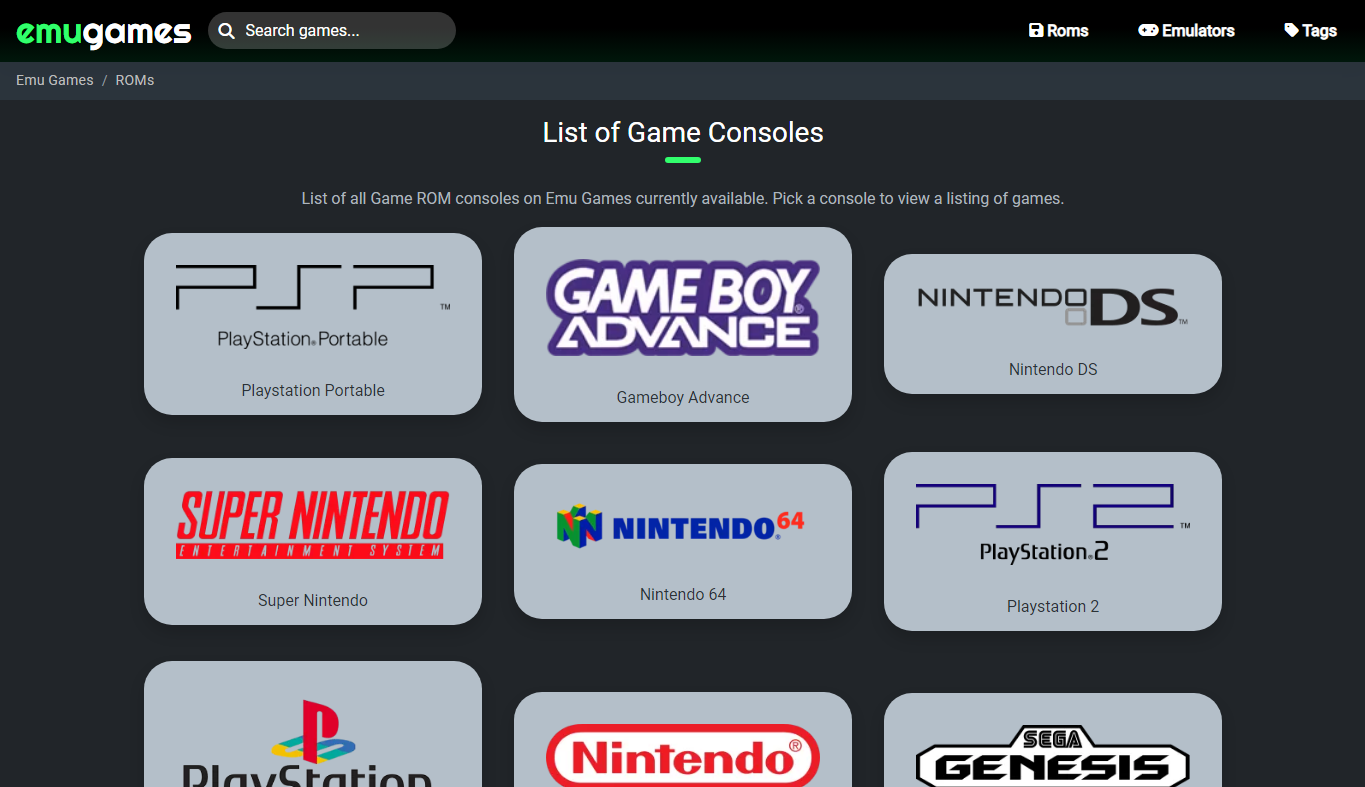 emugames
Search games...
Roms
Emulators
Tags
Emu Games / ROMs
List of Game Consoles
List of all Game ROM consoles on Emu Games currently available. Pick a console to view a listing of games.
PSP™
PlayStation®Portable
Playstation Portable
GAME BOY®
ADVANCE
Gameboy Advance
NINTENDO DS™
Nintendo DS
SUPER NINTENDO
ENTERTAINMENT SYSTEM
Super Nintendo
NINTENDO®64
Nintendo 64
PS2™
PlayStation®2
Playstation 2
PlayStation
Nintendo®
SEGA
GENESIS